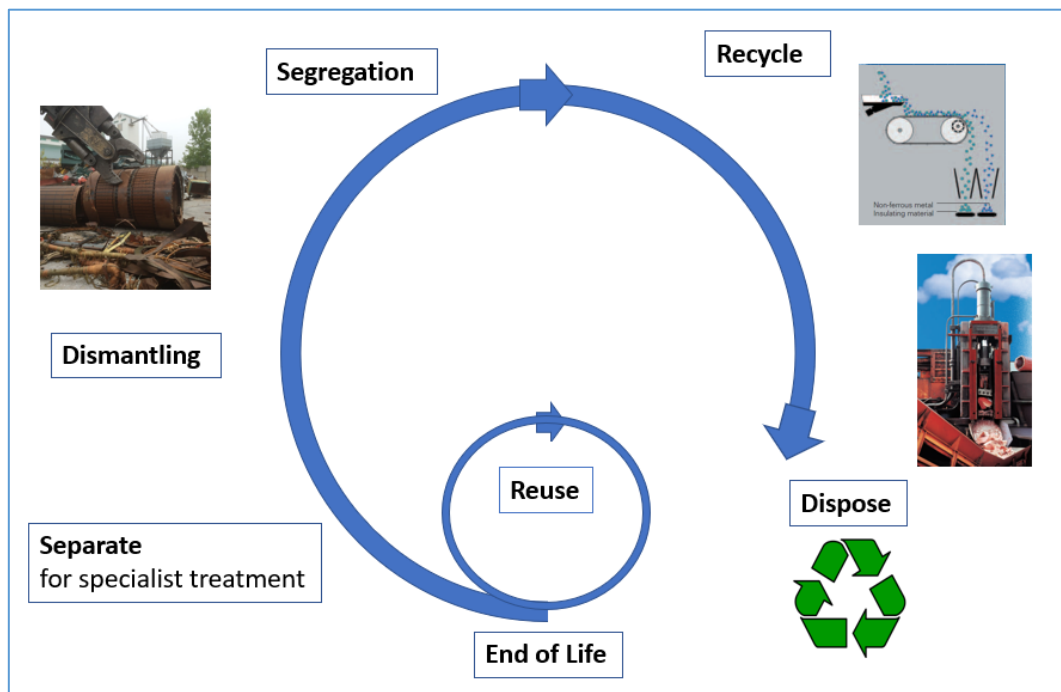 Segregation
Recycle
Non-ferrous metal
Insulating material
Dismantling
Reuse
Dispose
Separate
for specialist treatment
End of Life